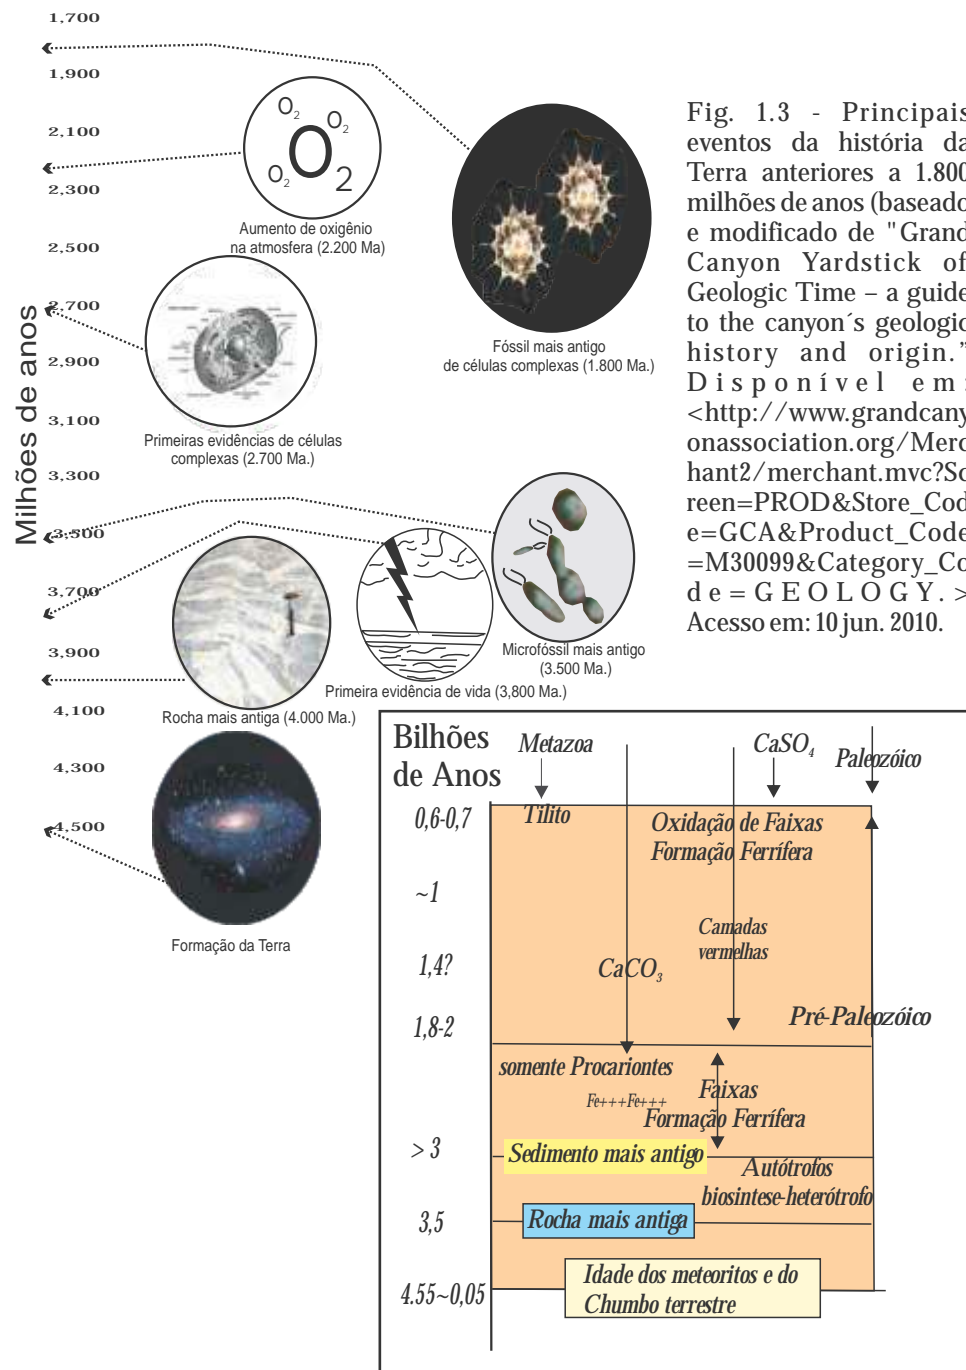 1,700
1,900
2,100
2,300
2,500
2,700
2,900
3,100
3,300
3,500
3,700
3,900
4,100
4,300
4,500
Milhões de anos
O2 O2
O2 O2
Aumento de oxigênio
na atmosfera (2.200 Ma)
Fóssil mais antigo
de células complexas (1.800 Ma.)
Primeiras evidências de células
complexas (2.700 Ma.)
Microfóssil mais antigo
(3.500 Ma.)
Primeira evidência de vida (3,800 Ma.)
Rocha mais antiga (4.000 Ma.)
Formação da Terra
Fig. 1.3 - Principais
eventos da história da
Terra anteriores a 1.800
milhões de anos (baseado
e modificado de "Grand
Canyon Yardstick of
Geologic Time – a guide
to the canyon´s geologic
history and origin.”
Disponível em:
<http://www.grandcany
onassociation.org/Merc
hant2/merchant.mvc?Sc
reen=PROD&Store_Cod
e=GCA&Product_Code
=M30099&Category_Co
de=GEOLOGY.>
Acesso em: 10 jun. 2010.
Bilhões
de Anos
Metazoa
CaSO4
Paleozóico
0,6-0,7
Tilito
Oxidação de Faixas
Formação Ferrífera
~1
Camadas
vermelhas
1,4?
CaCO3
1,8-2
Pré-Paleozóico
somente Procariontes
Fe+++Fe+++
Faixas
Formação Ferrífera
> 3
Sedimento mais antigo
Autótrofos
biosintese-heterótrofo
3,5
Rocha mais antiga
4.55~0,05
Idade dos meteoritos e do
Chumbo terrestre